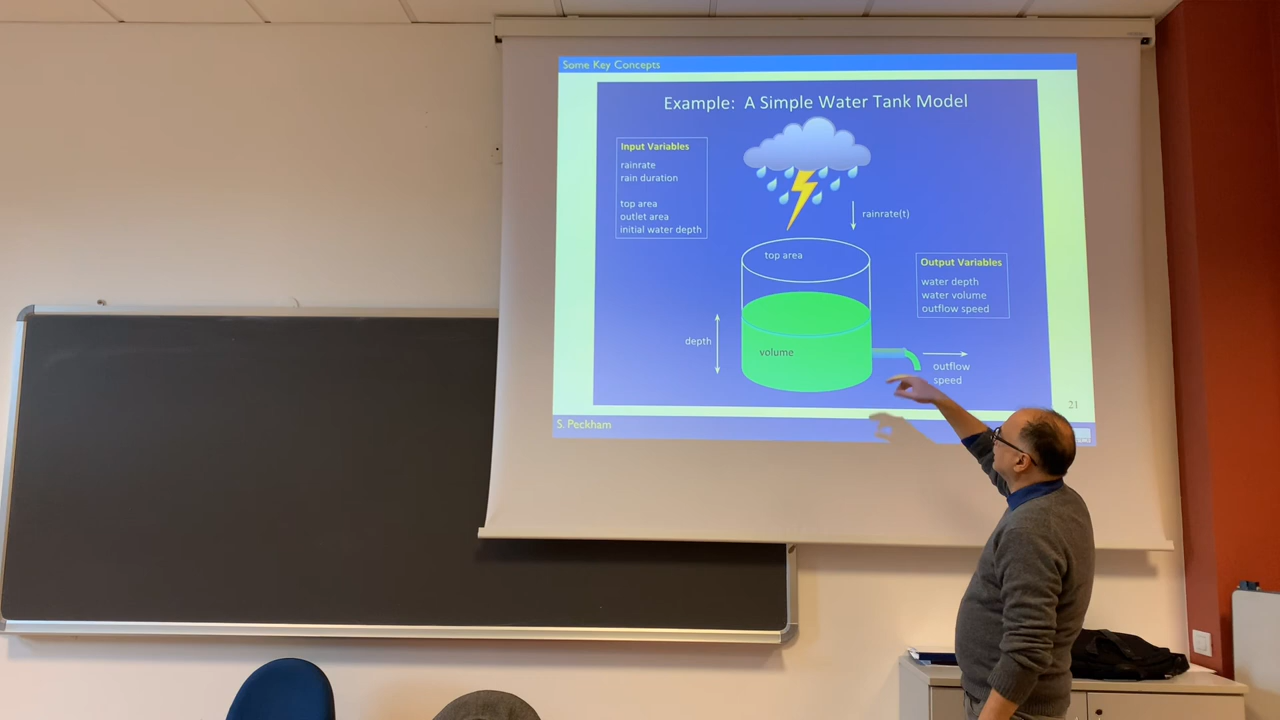 Some Key Concepts
Example: A Simple Water Tank Model
Input Variables
rainrate
rain duration
top area
outlet area
initial water depth
rainrate(t)
top area
Output Variables
water depth
water volume
outflow speed
depth
volume
outflow
speed
21
S. Peckham